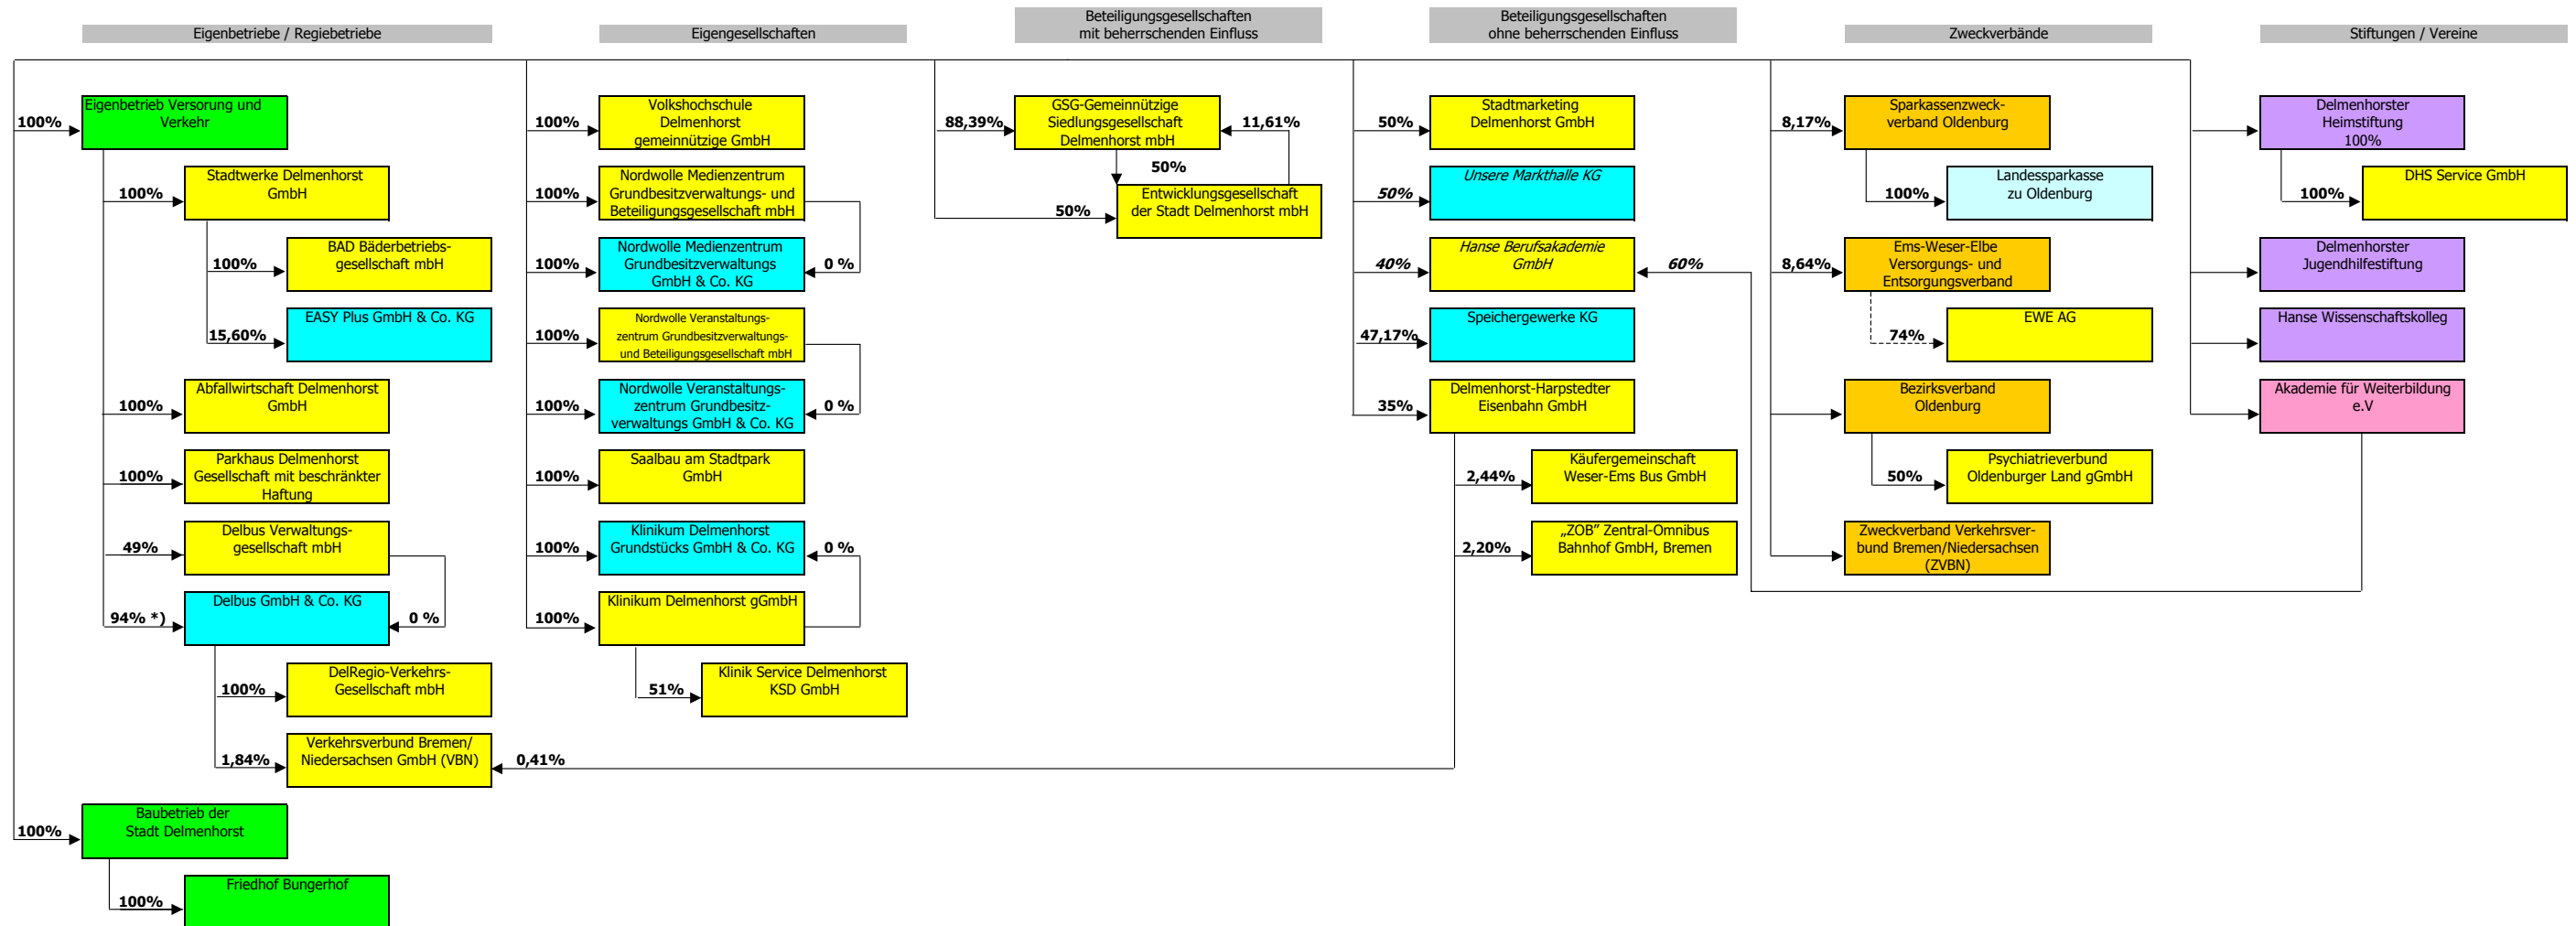 Eigenbetriebe / Regiebetriebe
Eigengesellschaften
Beteiligungsgesellschaften
mit beherrschenden Einfluss
Beteiligungsgesellschaften
ohne beherrschenden Einfluss
Zweckverbände
Stiftungen / Vereine
100%
Eigenbetrieb Versorung und
Verkehr
100%
Stadtwerke Delmenhorst
GmbH
100%
BAD Bäderbetriebs-
gesellschaft mbH
15,60%
EASY Plus GmbH & Co. KG
100%
Abfallwirtschaft Delmenhorst
GmbH
100%
Parkhaus Delmenhorst
Gesellschaft mit beschränkter
Haftung
49%
Delbus Verwaltungs-
gesellschaft mbH
94% *)
Delbus GmbH & Co. KG
0 %
100%
DelRegio-Verkehrs-
Gesellschaft mbH
1,84%
Verkehrsverbund Bremen/
Niedersachsen GmbH (VBN)
0,41%
100%
Baubetrieb der
Stadt Delmenhorst
100%
Friedhof Bungerhof
100%
Volkshochschule
Delmenhorst
gemeinnützige GmbH
100%
Nordwolle Medienzentrum
Grundbesitzverwaltungs- und
Beteiligungsgesellschaft mbH
100%
Nordwolle Medienzentrum
Grundbesitzverwaltungs
GmbH & Co. KG
0 %
100%
Nordwolle Veranstaltungs-
zentrum Grundbesitzverwaltungs-
und Beteiligungsgesellschaft mbH
100%
Nordwolle Veranstaltungs-
zentrum Grundbesitz-
verwaltungs GmbH & Co. KG
0 %
100%
Saalbau am Stadtpark
GmbH
100%
Klinikum Delmenhorst
Grundstücks GmbH & Co. KG
0 %
100%
Klinikum Delmenhorst gGmbH
51%
Klinik Service Delmenhorst
KSD GmbH
88,39%
GSG-Gemeinnützige
Siedlungsgesellschaft
Delmenhorst mbH
11,61%
50%
50%
Entwicklungsgesellschaft
der Stadt Delmenhorst mbH
50%
Stadtmarketing
Delmenhorst GmbH
50%
Unsere Markthalle KG
40%
Hanse Berufsakademie
GmbH
60%
47,17%
Speichergewerke KG
35%
Delmenhorst-Harpstedter
Eisenbahn GmbH
2,44%
Käufergemeinschaft
Weser-Ems Bus GmbH
2,20%
„ZOB" Zentral-Omnibus
Bahnhof GmbH, Bremen
8,17%
Sparkassenzweck-
verband Oldenburg
100%
Landessparkasse
zu Oldenburg
8,64%
Ems-Weser-Elbe
Versorgungs- und
Entsorgungsverband
74%
EWE AG
Bezirksverband
Oldenburg
50%
Psychiatrieverbund
Oldenburger Land gGmbH
Zweckverband Verkehrsver-
bund Bremen/Niedersachsen
(ZVBN)
Delmenhorster
Heimstiftung
100%
100%
DHS Service GmbH
Delmenhorster
Jugendhilfestiftung
Hanse Wissenschaftskolleg
Akademie für Weiterbildung
e.V